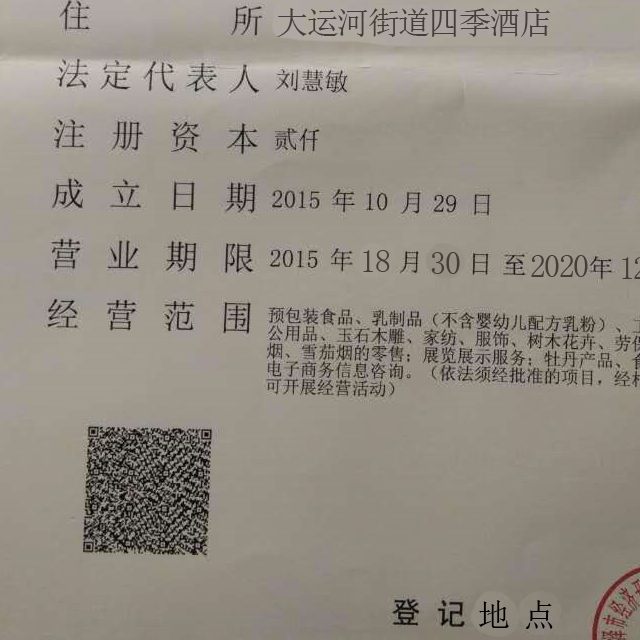 住所 大运河街道四季酒店
法定代表人 刘慧敏
注册资本 贰仟
成立日期 2015 年 10 月 29 日
营业期限 2015 年 18 月 30 日 至 2020年 12
经营范围 预包装食品、乳制品（不含婴幼儿配方乳粉）、
公用品、玉石木雕、家纺、服饰、树木花卉、劳保
烟、雪茄烟的零售；展览展示服务；牡丹产品、食
电子商务信息咨询。（依法须经批准的项目，经相
可开展经营活动）
登记地点
市经济